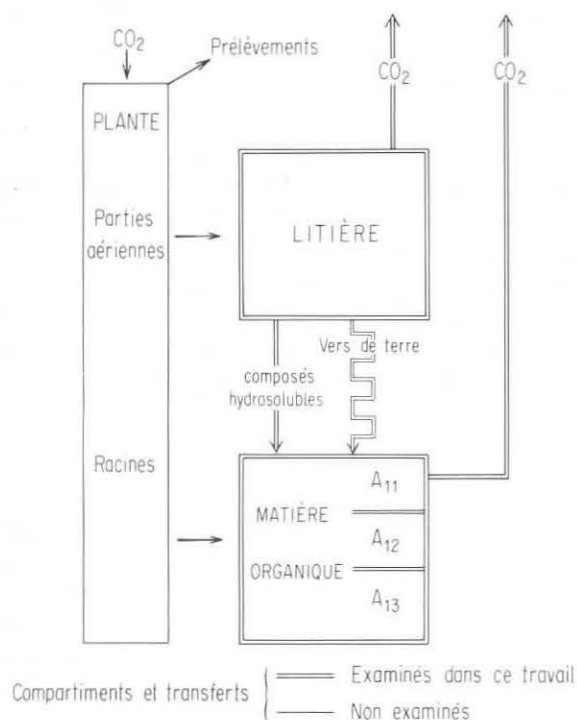 CO₂
Prélèvements
CO₂
CO₂
PLANTE
Parties
aériennes
LITIÈRE
Vers de terre
composés
hydrosolubles
Racines
A₁₁
MATIÈRE
A₁₂
ORGANIQUE
A₁₃
Compartiments et transferts
Examinés dans ce travail
Non examinés